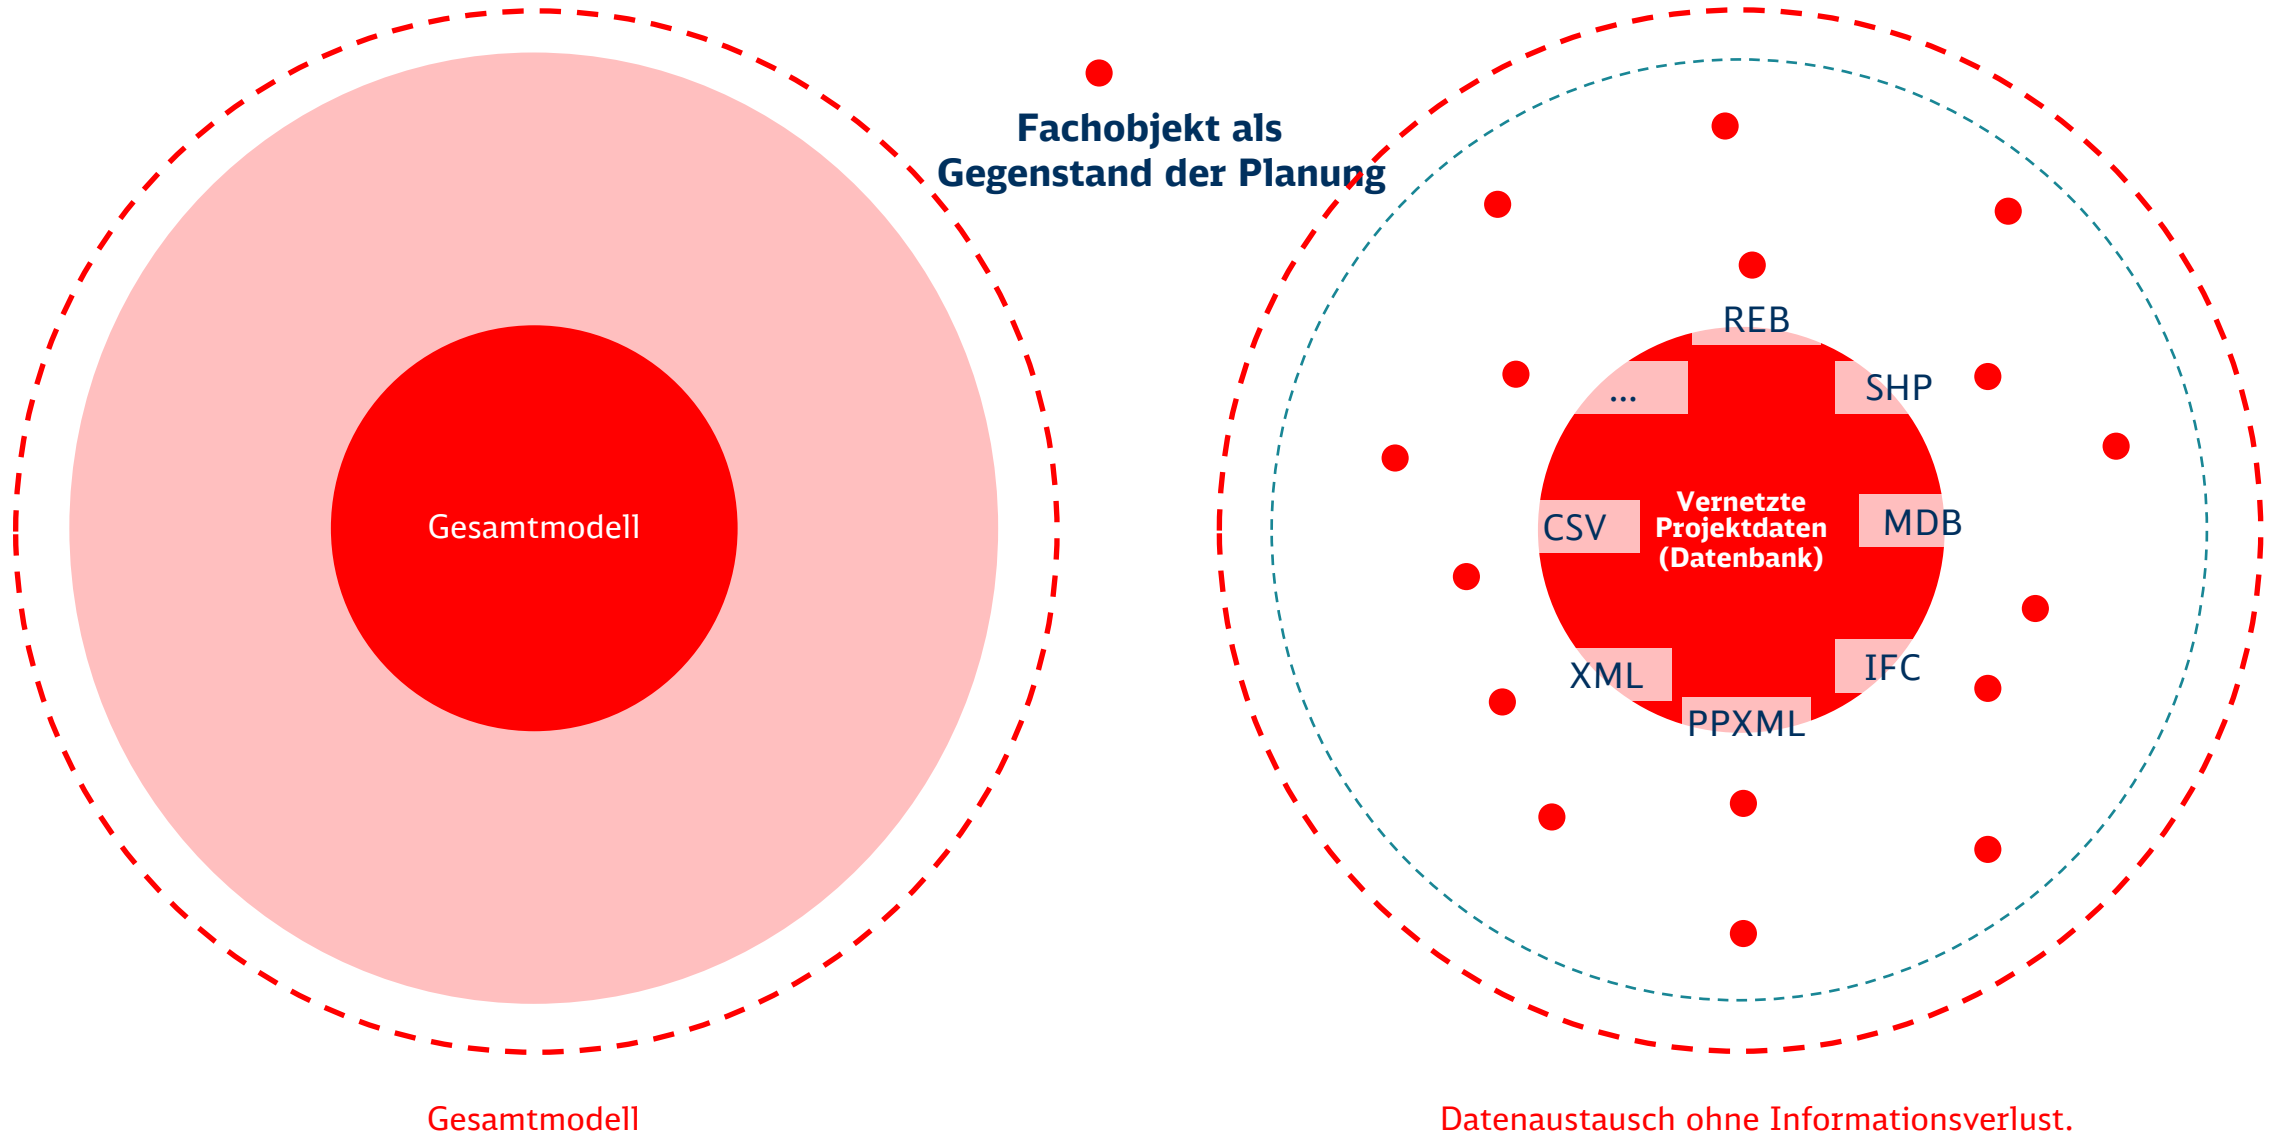 Fachobjekt als
Gegenstand der Planung
Gesamtmodell
REB
...
SHP
CSV
Vernetzte
Projektdaten
(Datenbank)
MDB
XML
IFC
PPXML
Gesamtmodell
Datenaustausch ohne Informationsverlust.